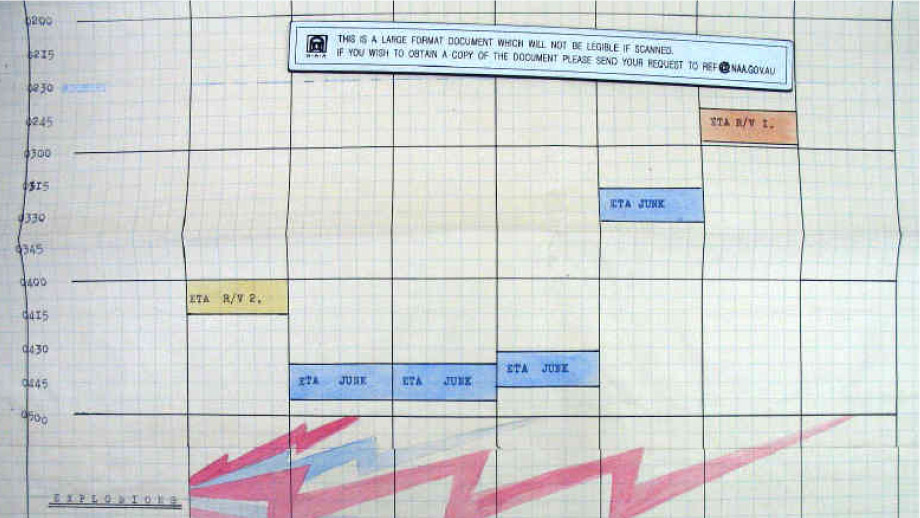 0200
THIS IS A LARGE FORMAT DOCUMENT WHICH WILL NOT BE LEGIBLE IF SCANNED.
IF YOU WISH TO OBTAIN A COPY OF THE DOCUMENT PLEASE SEND YOUR REQUEST TO REF@NAA.GOV.AU
0215
0230
0245
ETA R/V 1.
0300
0315
ETA JUNK
0330
0345
0400
ETA R/V 2.
0415
0430
ETA JUNK
ETA JUNK
ETA JUNK
0445
0500
EXPLOSIONS